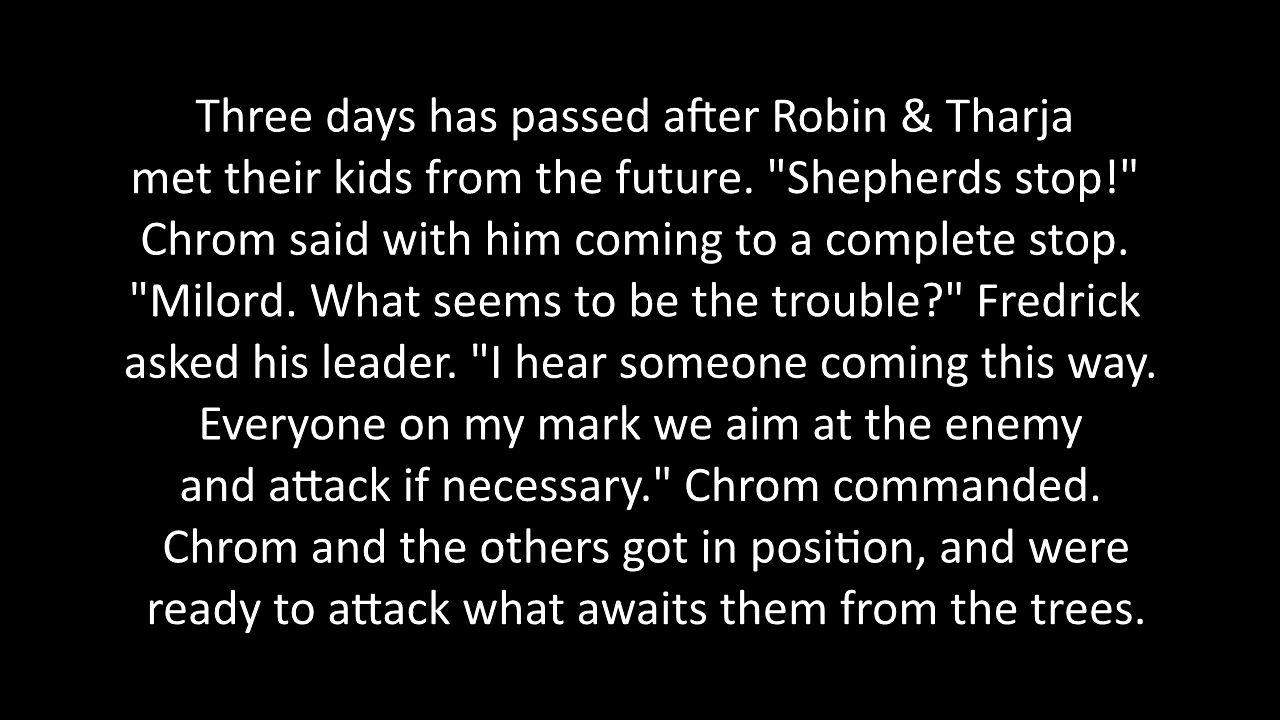 Three days has passed after Robin & Tharja
met their kids from the future. "Shepherds stop!"
Chrom said with him coming to a complete stop.
"Milord. What seems to be the trouble?" Fredrick
asked his leader. "I hear someone coming this way.
Everyone on my mark we aim at the enemy
and attack if necessary." Chrom commanded.
Chrom and the others got in position, and were
ready to attack what awaits them from the trees.